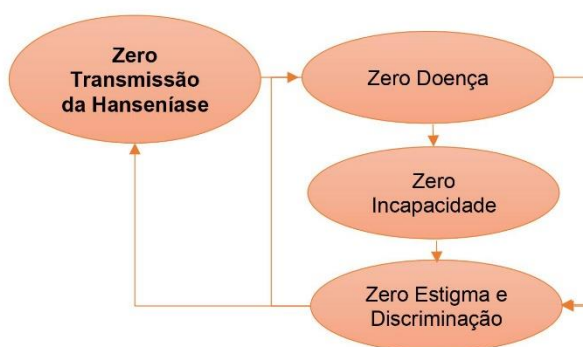 Zero
Transmissão
da Hanseníase
Zero Doença
Zero
Incapacidade
Zero Estigma e
Discriminação